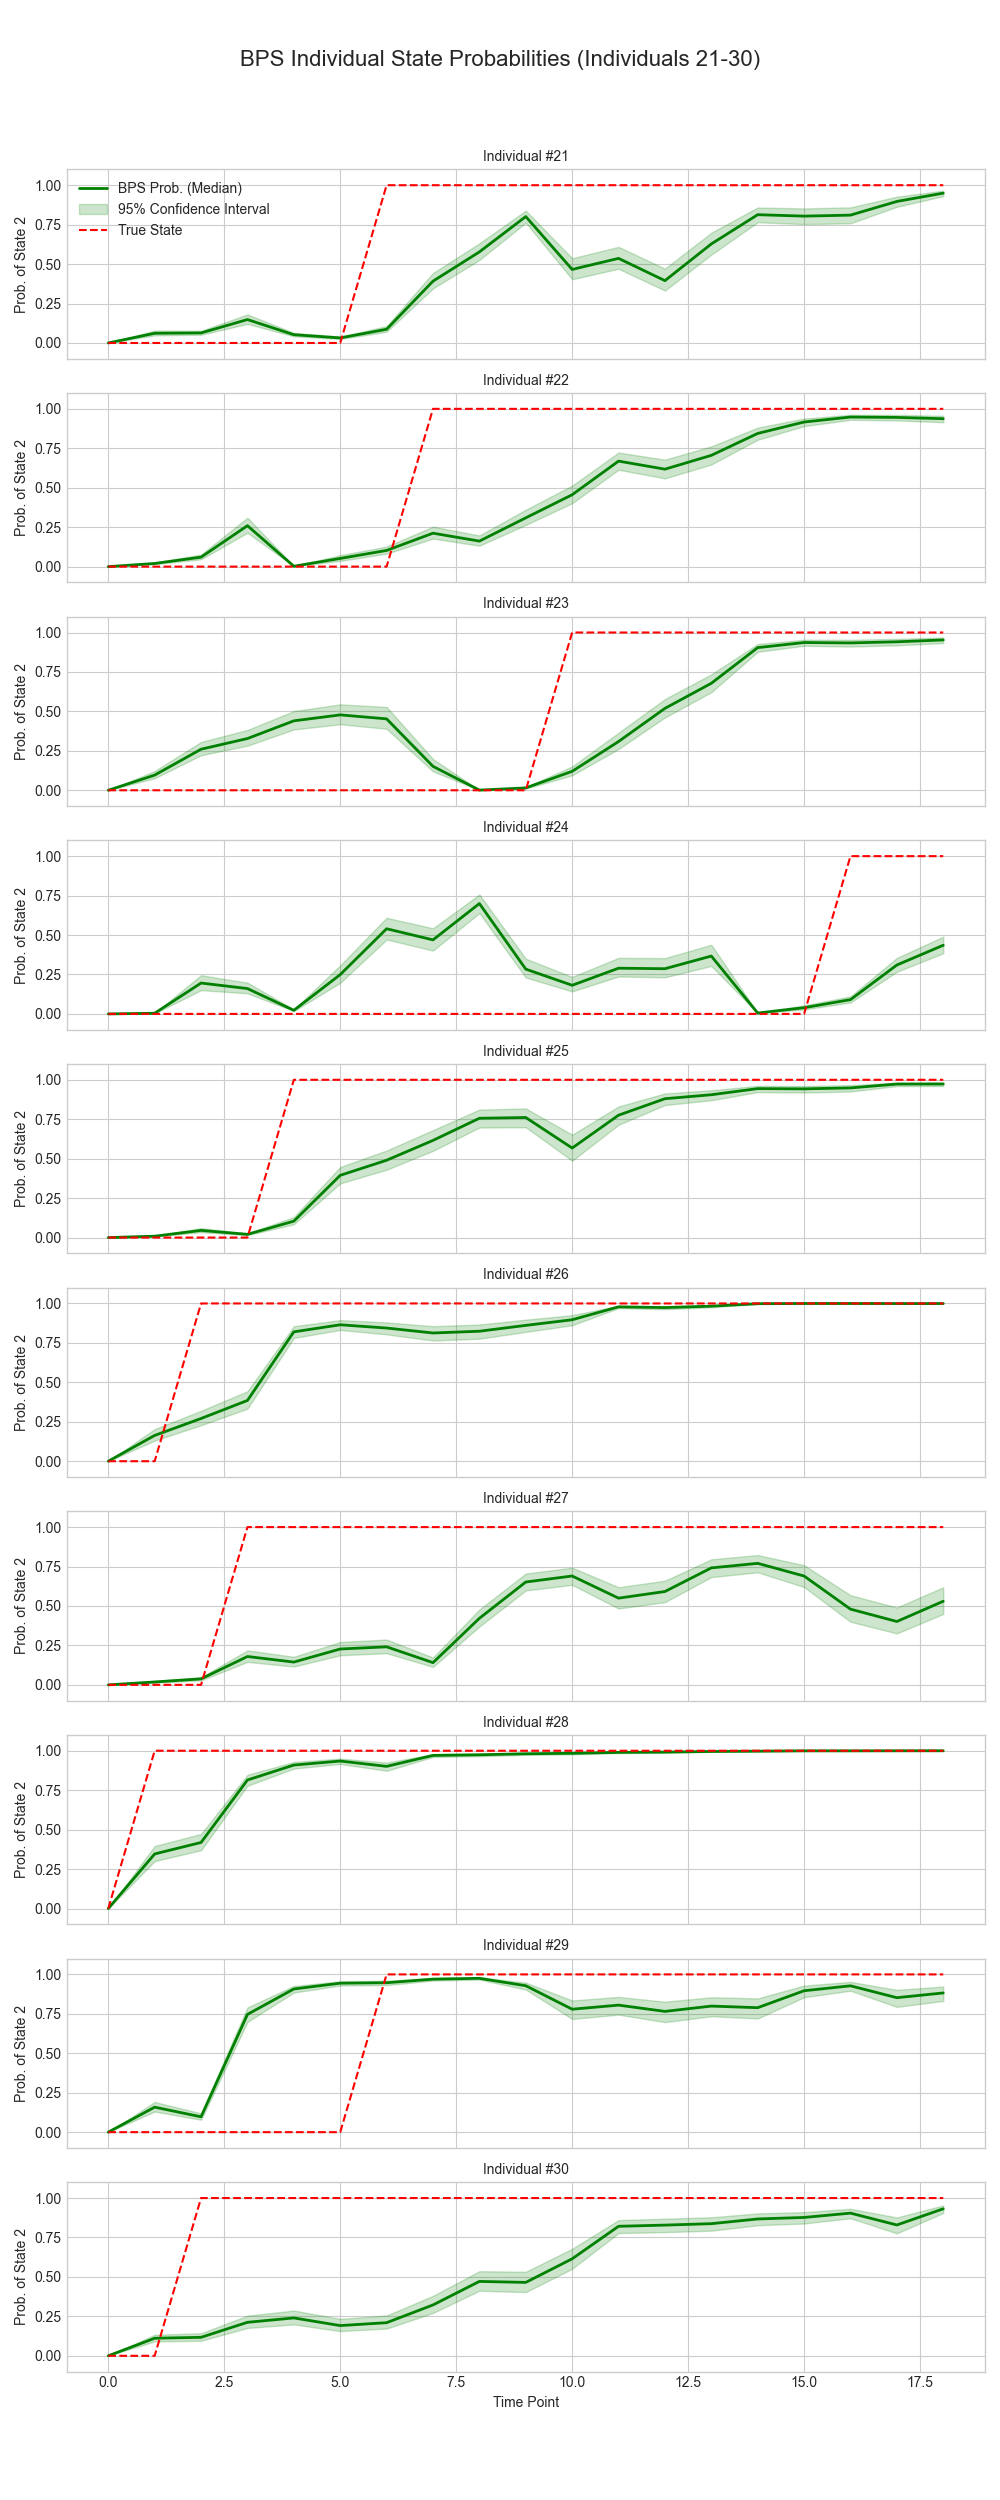 BPS Individual State Probabilities (Individuals 21-30)
Individual #21
BPS Prob. (Median)
95% Confidence Interval
True State
Prob. of State 2
1.00
0.75
0.50
0.25
0.00
Individual #22
Prob. of State 2
1.00
0.75
0.50
0.25
0.00
Individual #23
Prob. of State 2
1.00
0.75
0.50
0.25
0.00
Individual #24
Prob. of State 2
1.00
0.75
0.50
0.25
0.00
Individual #25
Prob. of State 2
1.00
0.75
0.50
0.25
0.00
Individual #26
Prob. of State 2
1.00
0.75
0.50
0.25
0.00
Individual #27
Prob. of State 2
1.00
0.75
0.50
0.25
0.00
Individual #28
Prob. of State 2
1.00
0.75
0.50
0.25
0.00
Individual #29
Prob. of State 2
1.00
0.75
0.50
0.25
0.00
Individual #30
Prob. of State 2
1.00
0.75
0.50
0.25
0.00
0.0 2.5 5.0 7.5 10.0 12.5 15.0 17.5
Time Point